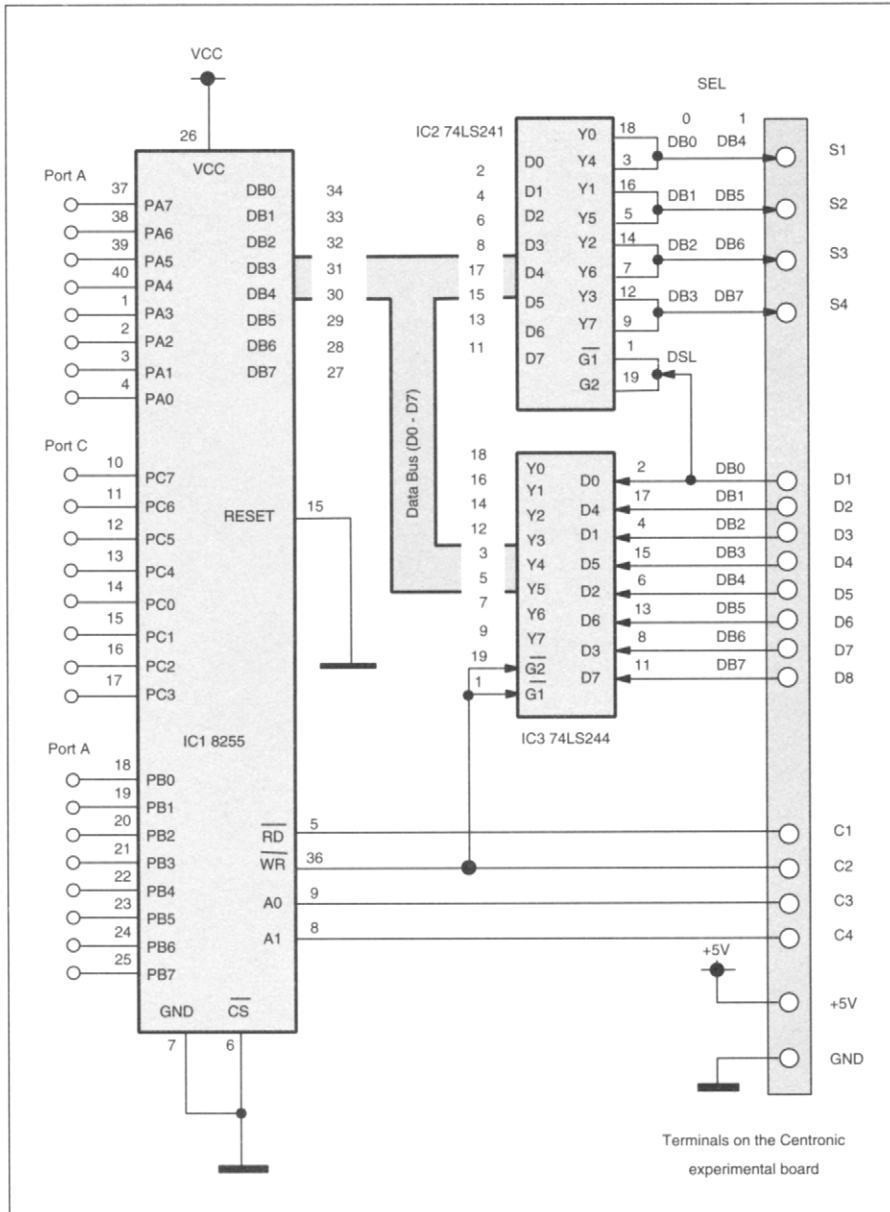 VCC
26
VCC
Port A
37
PA7
38
PA6
39
PA5
40
PA4
1
PA3
2
PA2
3
PA1
4
PA0
DB0
34
DB1
33
DB2
32
DB3
31
DB4
30
DB5
29
DB6
28
DB7
27
Port C
10
PC7
11
PC6
12
PC5
13
PC4
14
PC0
15
PC1
16
PC2
17
PC3
RESET
15
IC1 8255
Port A
18
PB0
19
PB1
20
PB2
21
PB3
22
PB4
23
PB5
24
PB6
25
PB7
RD
5
WR
36
A0
9
A1
8
GND
CS
7
6
Data Bus (D0 - D7)
IC2 74LS241
2
D0
4
D1
6
D2
8
D3
17
D4
15
D5
13
D6
11
D7
Y0
18
Y4
3
Y1
16
Y5
5
Y2
14
Y6
7
Y3
12
Y7
9
G1
1
G2
19
DSL
SEL
0 1
DB0 DB4
S1
DB1 DB5
S2
DB2 DB6
S3
DB3 DB7
S4
18
Y0
16
Y1
14
Y2
12
Y3
3
Y4
5
Y5
7
Y6
9
Y7
19
G2
1
G1
D0
2
DB0
D1
D4
17
DB1
D2
D1
4
DB2
D3
D5
15
DB3
D4
D2
6
DB4
D5
D6
13
DB5
D6
D3
8
DB6
D7
D7
11
DB7
D8
IC3 74LS244
C1
C2
C3
C4
+5V
+5V
GND
Terminals on the Centronic
experimental board